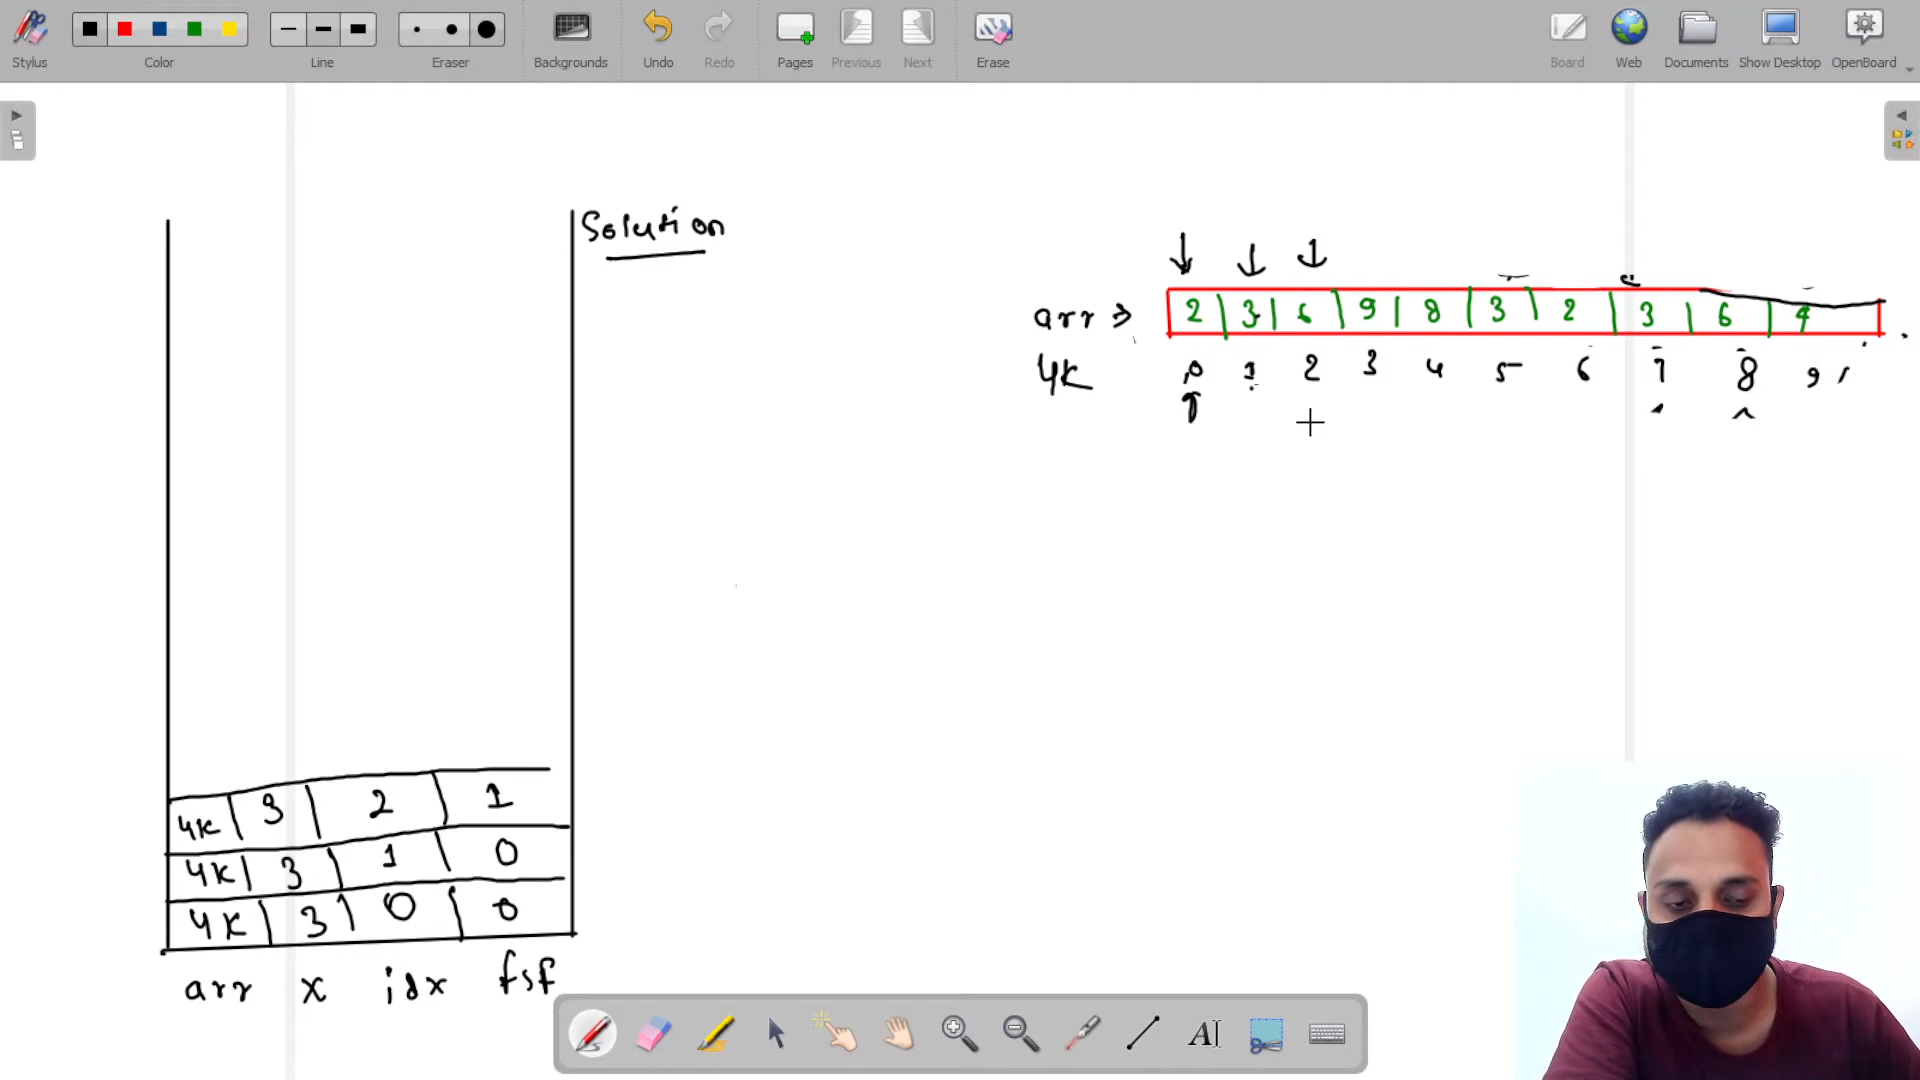 Stylus Color Line Eraser Backgrounds Undo Redo Pages Previous Next Erase Board Web Documents Show Desktop OpenBoard
Solution
arr → 2 3 6 9 8 3 2 3 6 9
4K 0 1 2 3 4 5 6 7 8 9
4K 3 2 1
4K 3 1 0
4K 3 0 0
arr x idx fsf
AI